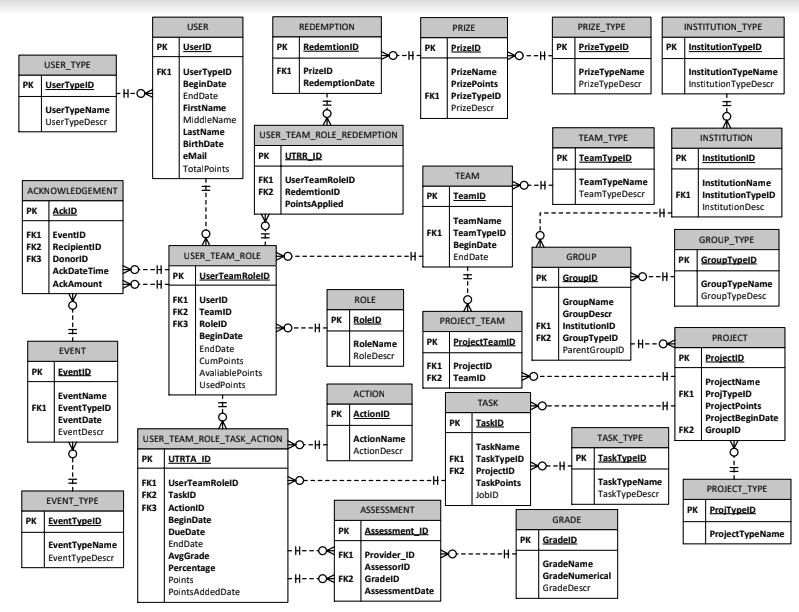 USER
PK UserID
FK1 UserTypeID
BeginDate
EndDate
FirstName
MiddleName
LastName
BirthDate
eMail
TotalPoints
REDEMPTION
PK RedemtionID
FK1 PrizeID
RedemptionDate
PRIZE
PK PrizeID
PrizeName
PrizePoints
FK1 PrizeTypeID
PrizeDescr
PRIZE_TYPE
PK PrizeTypeID
PrizeTypeName
PrizeTypeDescr
INSTITUTION_TYPE
PK InstitutionTypeID
InstitutionTypeName
InstitutionTypeDescr
USER_TYPE
PK UserTypeID
UserTypeName
UserTypeDescr
USER_TEAM_ROLE_REDEMPTION
PK UTRR_ID
FK1 UserTeamRoleID
FK2 RedemtionID
PointsApplied
TEAM_TYPE
PK TeamTypeID
TeamTypeName
TeamTypeDescr
INSTITUTION
PK InstitutionID
InstitutionName
FK1 InstitutionTypeID
InstitutionDesc
ACKNOWLEDGEMENT
PK AckID
FK1 EventID
FK2 RecipientID
FK3 DonorID
AckDateTime
AckAmount
TEAM
PK TeamID
TeamName
FK1 TeamTypeID
BeginDate
EndDate
USER_TEAM_ROLE
PK UserTeamRoleID
FK1 UserID
FK2 TeamID
FK3 RoleID
BeginDate
EndDate
CumPoints
AvaliablePoints
UsedPoints
GROUP
PK GroupID
GroupName
GroupDescr
FK1 InstitutionID
FK2 GroupTypeID
ParentGroupID
GROUP_TYPE
PK GroupTypeID
GroupTypeName
GroupTypeDesc
ROLE
PK RoleID
RoleName
RoleDescr
PROJECT_TEAM
PK ProjectTeamID
FK1 ProjectID
FK2 TeamID
PROJECT
PK ProjectID
ProjectName
FK1 ProjTypeID
ProjectPoints
ProjectBeginDate
FK2 GroupID
EVENT
PK EventID
EventName
FK1 EventTypeID
EventDate
EventDescr
ACTION
PK ActionID
ActionName
ActionDescr
TASK
PK TaskID
TaskName
FK1 TaskTypeID
FK2 ProjectID
TaskPoints
JobID
USER_TEAM_ROLE_TASK_ACTION
PK UTRTA_ID
FK1 UserTeamRoleID
FK2 TaskID
FK3 ActionID
BeginDate
DueDate
EndDate
AvgGrade
Percentage
Points
PointsAddedDate
TASK_TYPE
PK TaskTypeID
TaskTypeName
TaskTypeDescr
PROJECT_TYPE
PK ProjTypeID
ProjectTypeName
EVENT_TYPE
PK EventTypeID
EventTypeName
EventTypeDescr
ASSESSMENT
PK Assessment_ID
FK1 Provider_ID
AssessorID
FK2 GradeID
AssessmentDate
GRADE
PK GradeID
GradeName
GradeNumerical
GradeDescr